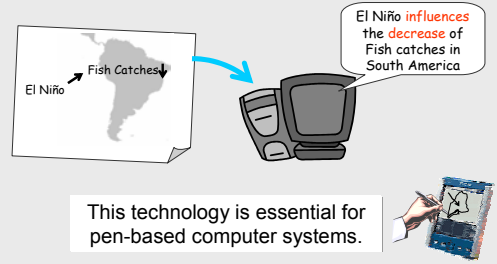 El Niño influences
the decrease of
Fish catches in
South America
Fish Catches
El Niño
This technology is essential for
pen-based computer systems.